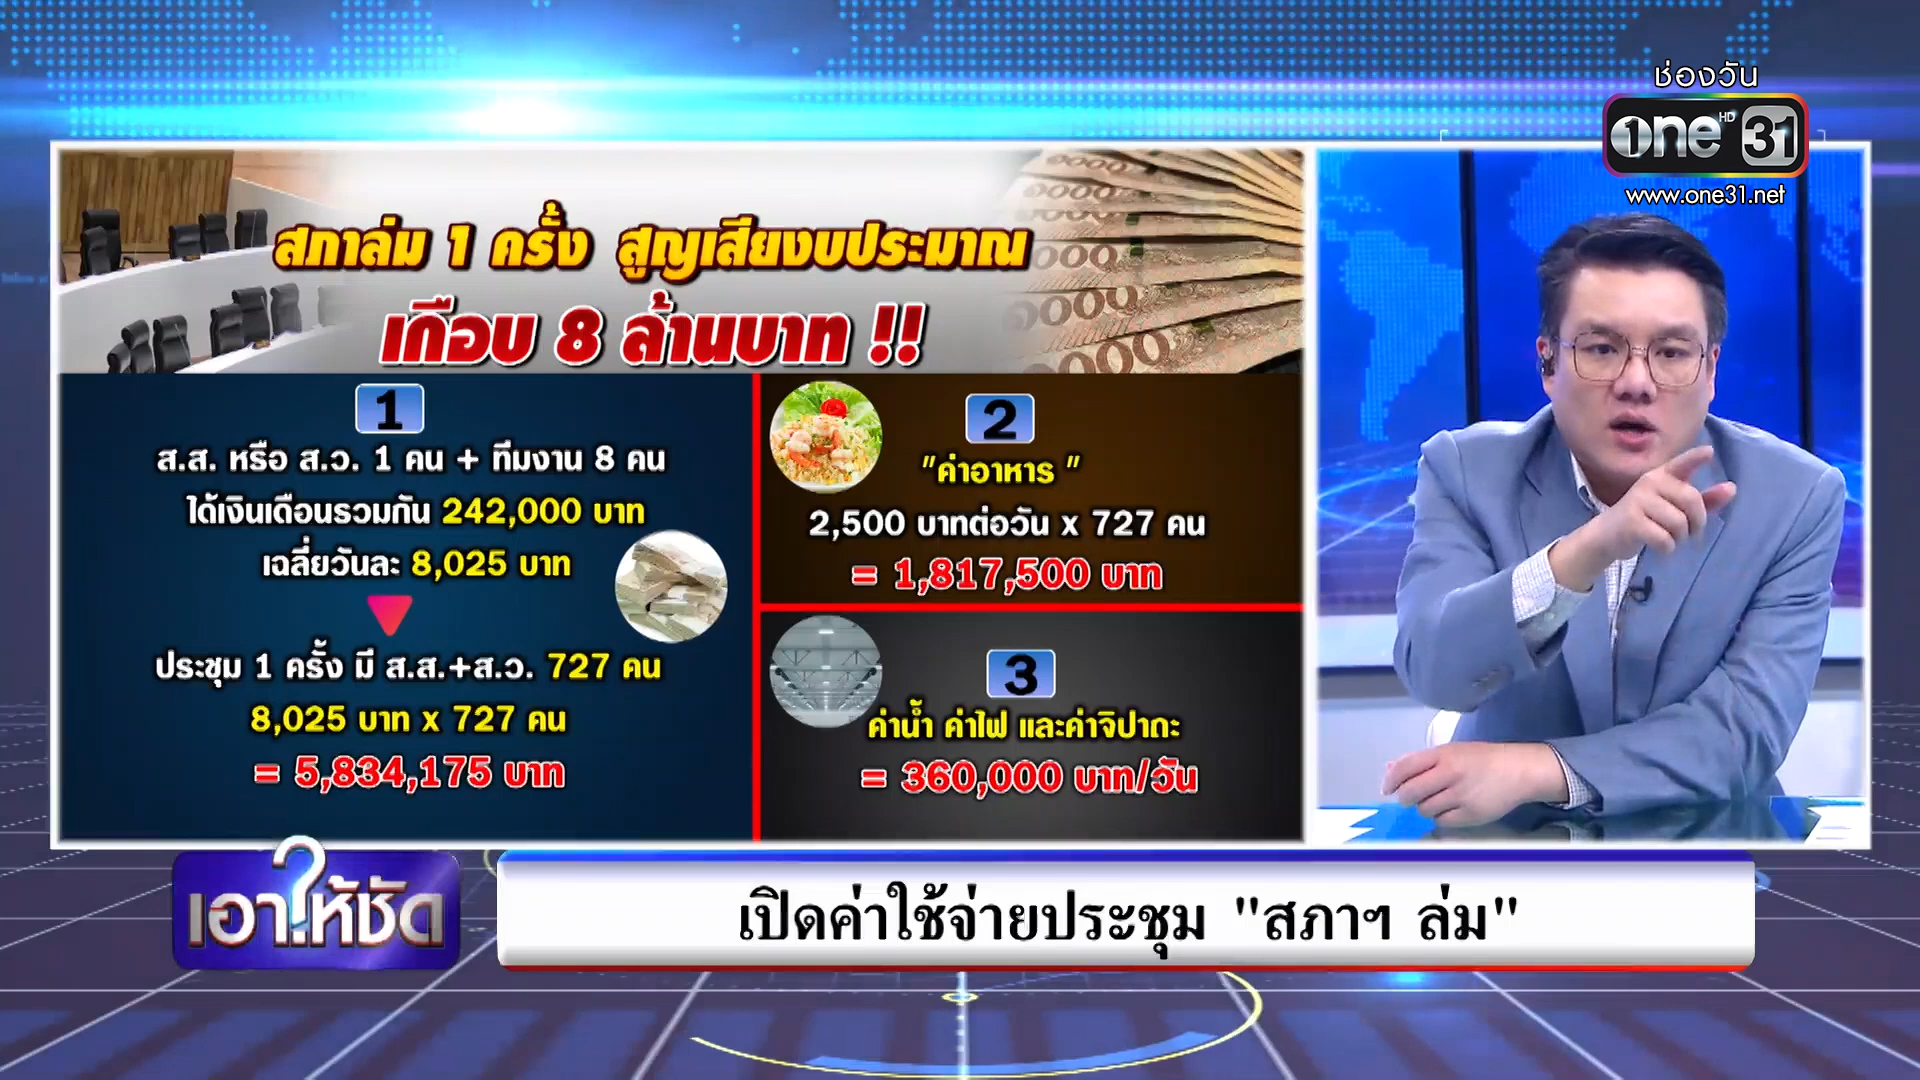 ช่องวัน
one HD 31
www.one31.net
สภาล่ม 1 ครั้ง สูญเสียงบประมาณ
เกือบ 8 ล้านบาท !!
1
ส.ส. หรือ ส.ว. 1 คน + ทีมงาน 8 คน
ได้เงินเดือนรวมกัน 242,000 บาท
เฉลี่ยวันละ 8,025 บาท
ประชุม 1 ครั้ง มี ส.ส.+ส.ว. 727 คน
8,025 บาท x 727 คน
= 5,834,175 บาท
2
"ค่าอาหาร "
2,500 บาทต่อวัน x 727 คน
= 1,817,500 บาท
3
ค่าน้ำ ค่าไฟ และค่าจิปาถะ
= 360,000 บาท/วัน
เอา?ให้ชัด
เปิดค่าใช้จ่ายประชุม "สภาฯ ล่ม"